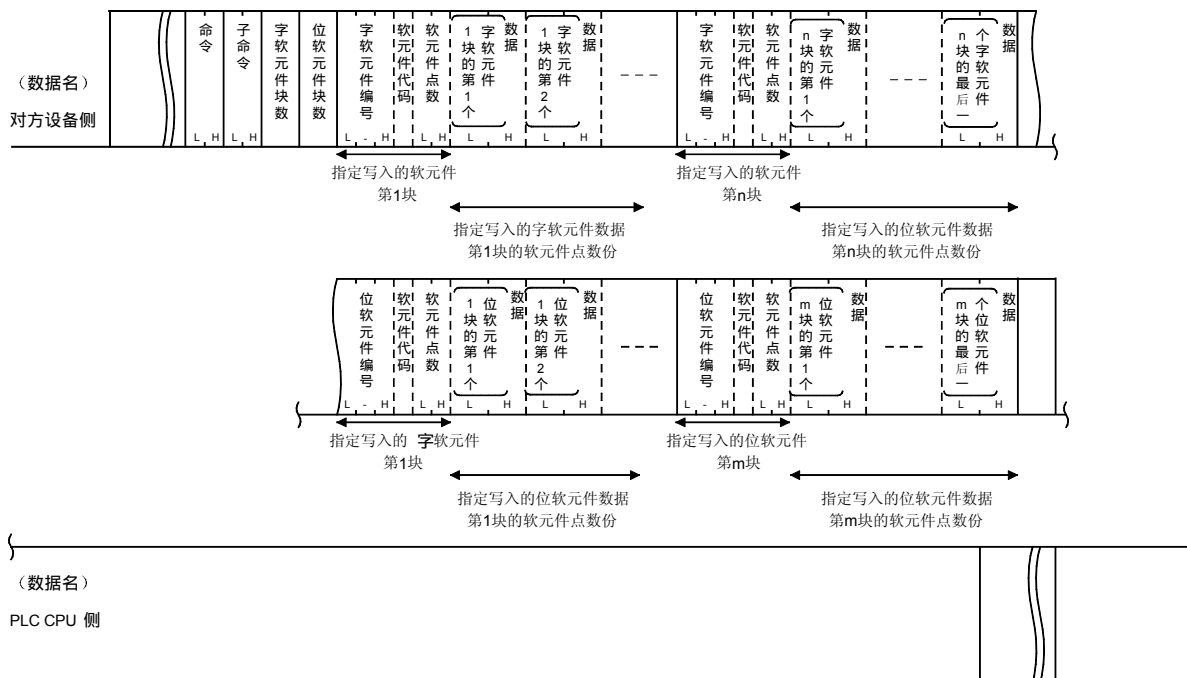 （数据名）
对方设备侧
命令
L H
子命令
L H
字软元件块数
位软元件块数
字软元件编号
L - H
软元件代码
软元件点数
L H
字软元件
1块的第1个
数据
L H
字软元件
1块的第2个
数据
L H
字软元件编号
L - H
软元件代码
软元件点数
L H
字软元件
n块的第1个
数据
L H
个字软元件
n块的最后一
数据
L H
指定写入的软元件
第1块
指定写入的软元件
第n块
指定写入的字软元件数据
第1块的软元件点数份
指定写入的位软元件数据
第n块的软元件点数份
位软元件编号
L - H
软元件代码
软元件点数
L H
位软元件
1块的第1个
数据
L H
位软元件
1块的第2个
数据
L H
位软元件编号
L - H
软元件代码
软元件点数
L H
位软元件
m块的第1个
数据
L H
个位软元件
m块的最后一
数据
L H
指定写入的 字软元件
第1块
指定写入的位软元件
第m块
指定写入的位软元件数据
第1块的软元件点数份
指定写入的位软元件数据
第m块的软元件点数份
（数据名）
PLC CPU 侧